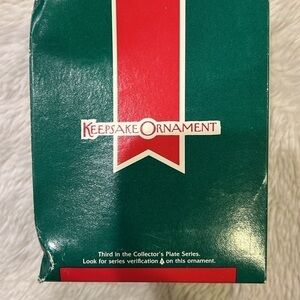 KEEPSAKE ORNAMENT
Third in the Collector's Plate Series.
Look for series verification on this ornament.